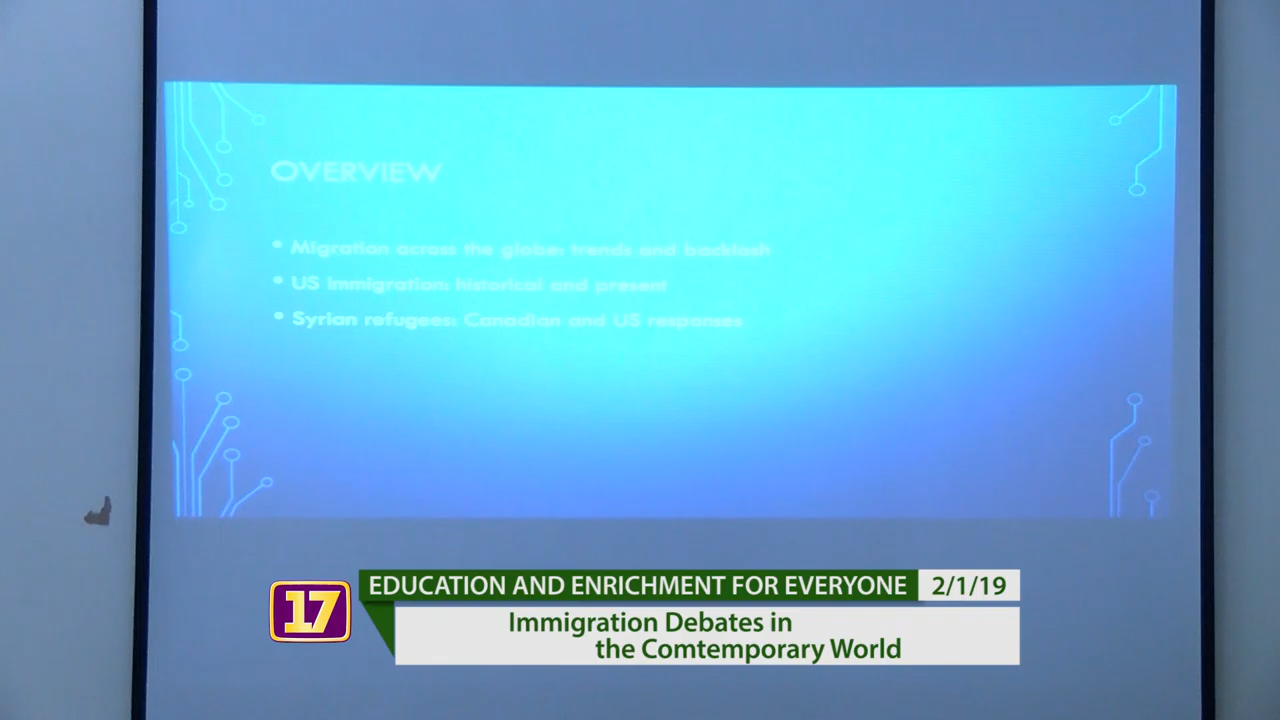 OVERVIEW
• Migration across the globe: trends and backlash
• US immigration: historical and present
• Syrian refugees: Canadian and US responses
17
EDUCATION AND ENRICHMENT FOR EVERYONE 2/1/19
Immigration Debates in
the Comtemporary World